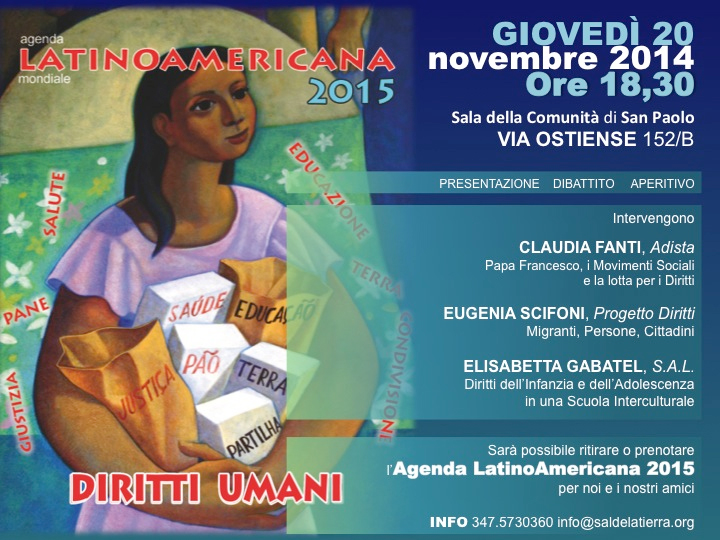 agenda
LATINOAMERICANA
mondiale
2015
GIOVEDÌ 20
novembre 2014
Ore 18,30
Sala della Comunità di San Paolo
VIA OSTIENSE 152/B
PRESENTAZIONE DIBATTITO APERITIVO
Intervengono
CLAUDIA FANTI, Adista
Papa Francesco, i Movimenti Sociali
e la lotta per i Diritti
EUGENIA SCIFONI, Progetto Diritti
Migranti, Persone, Cittadini
ELISABETTA GABATEL, S.A.L.
Diritti dell'Infanzia e dell'Adolescenza
in una Scuola Interculturale
Sarà possibile ritirare o prenotare
l'Agenda LatinoAmericana 2015
per noi e i nostri amici
INFO 347.5730360 info@saldelatierra.org
SALUTE
EDUCAZIONE
PANE
TERRA
GIUSTIZIA
CONDIVISIONE
SAÚDE
EDUCAÇÃO
PÃO
TERRA
JUSTIÇA
PARTILHA
DIRITTI UMANI